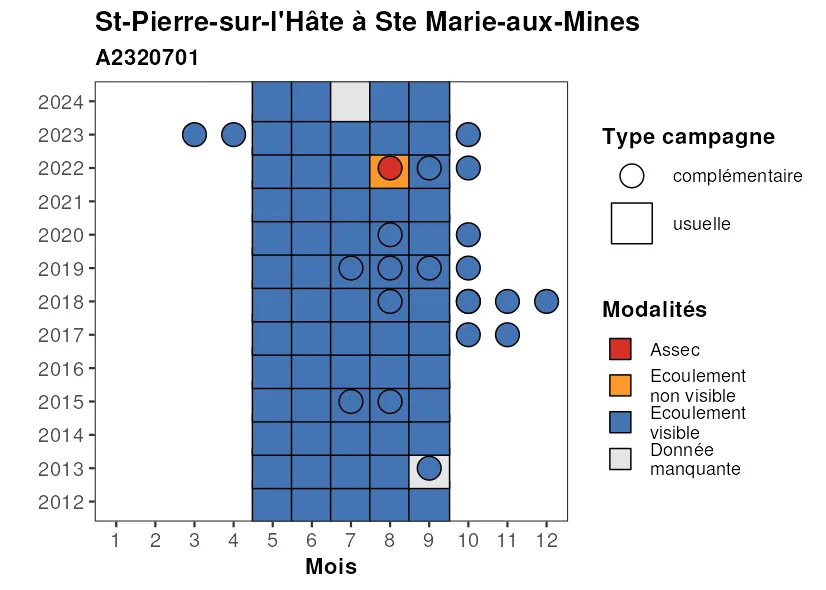 St-Pierre-sur-l'Hâte à Ste Marie-aux-Mines
A2320701
2024
2023
2022
2021
2020
2019
2018
2017
2016
2015
2014
2013
2012
1 2 3 4 5 6 7 8 9 10 11 12
Mois
Type campagne
complémentaire
usuelle
Modalités
Assec
Ecoulement
non visible
Ecoulement
visible
Donnée
manquante